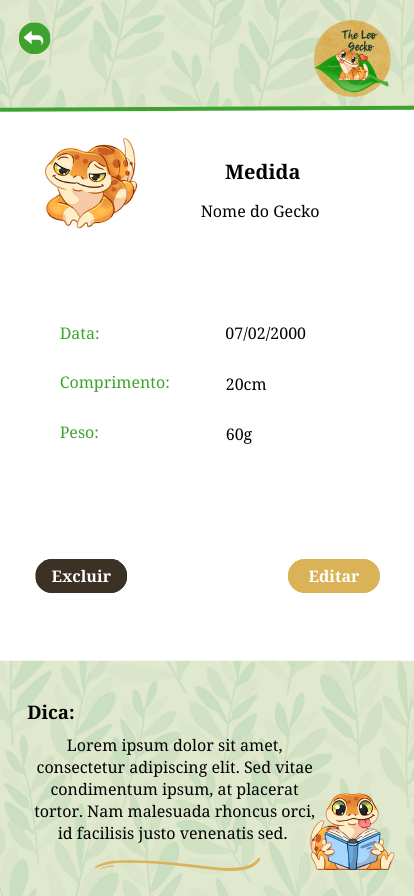 The Leo
Gecko
Medida
Nome do Gecko
Data: 07/02/2000
Comprimento: 20cm
Peso: 60g
Excluir Editar
Dica:
Lorem ipsum dolor sit amet,
consectetur adipiscing elit. Sed vitae
condimentum ipsum, at placerat
tortor. Nam malesuada rhoncus orci,
id facilisis justo venenatis sed.